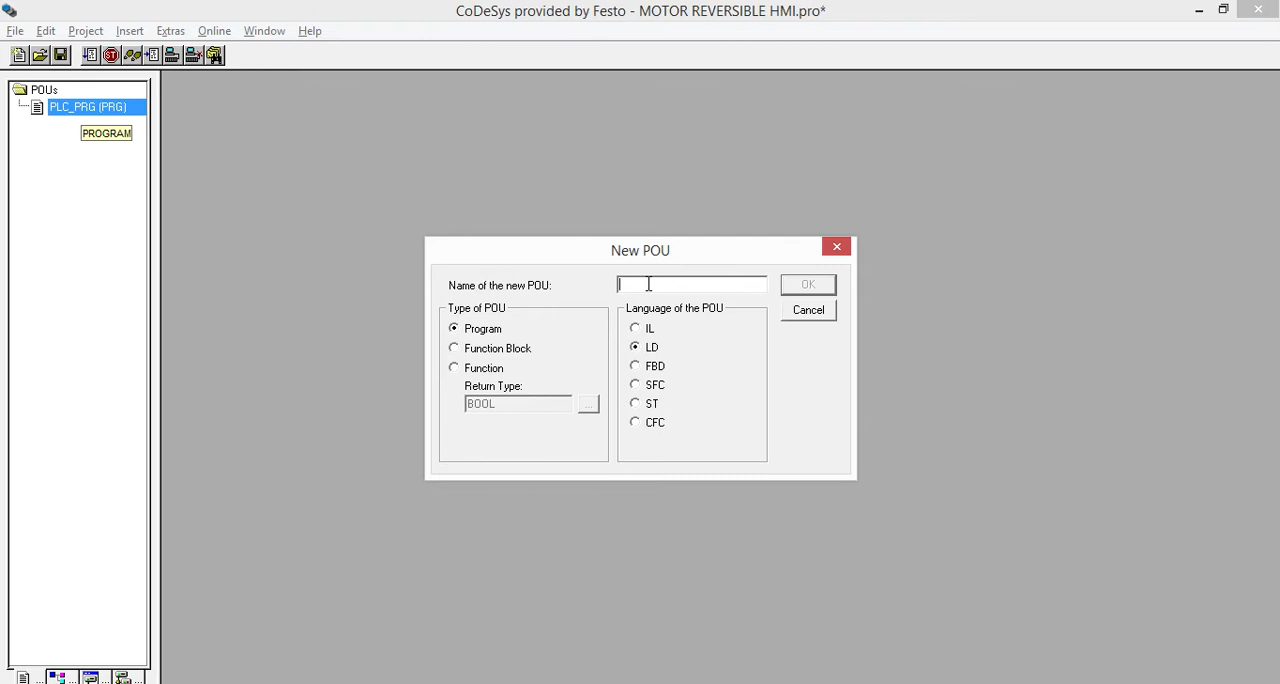 CoDeSys provided by Festo - MOTOR REVERSIBLE HMI.pro*
File Edit Project Insert Extras Online Window Help
POUs
PLC_PRG (PRG)
PROGRAM
New POU
Name of the new POU:
OK
Type of POU
Language of the POU
Cancel
Program
IL
Function Block
LD
Function
FBD
Return Type:
SFC
BOOL
...
ST
CFC